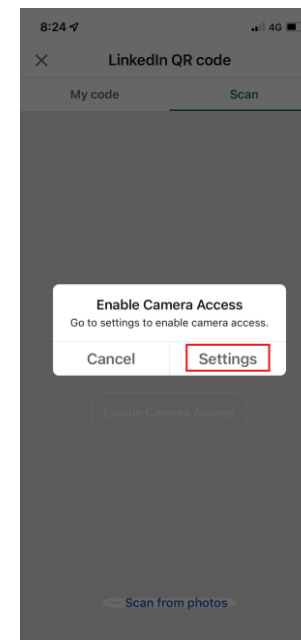 8:24
4G
LinkedIn QR code
My code
Scan
Enable Camera Access
Go to settings to enable camera access.
Cancel
Settings
Enable Camera Access
Scan from photos